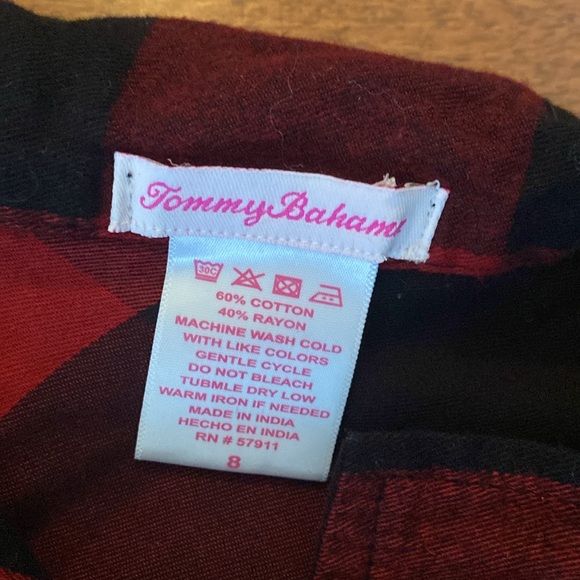 Tommy Bahama
30C
60% COTTON
40% RAYON
MACHINE WASH COLD
WITH LIKE COLORS
GENTLE CYCLE
DO NOT BLEACH
TUBMLE DRY LOW
WARM IRON IF NEEDED
MADE IN INDIA
HECHO EN INDIA
RN # 57911
8